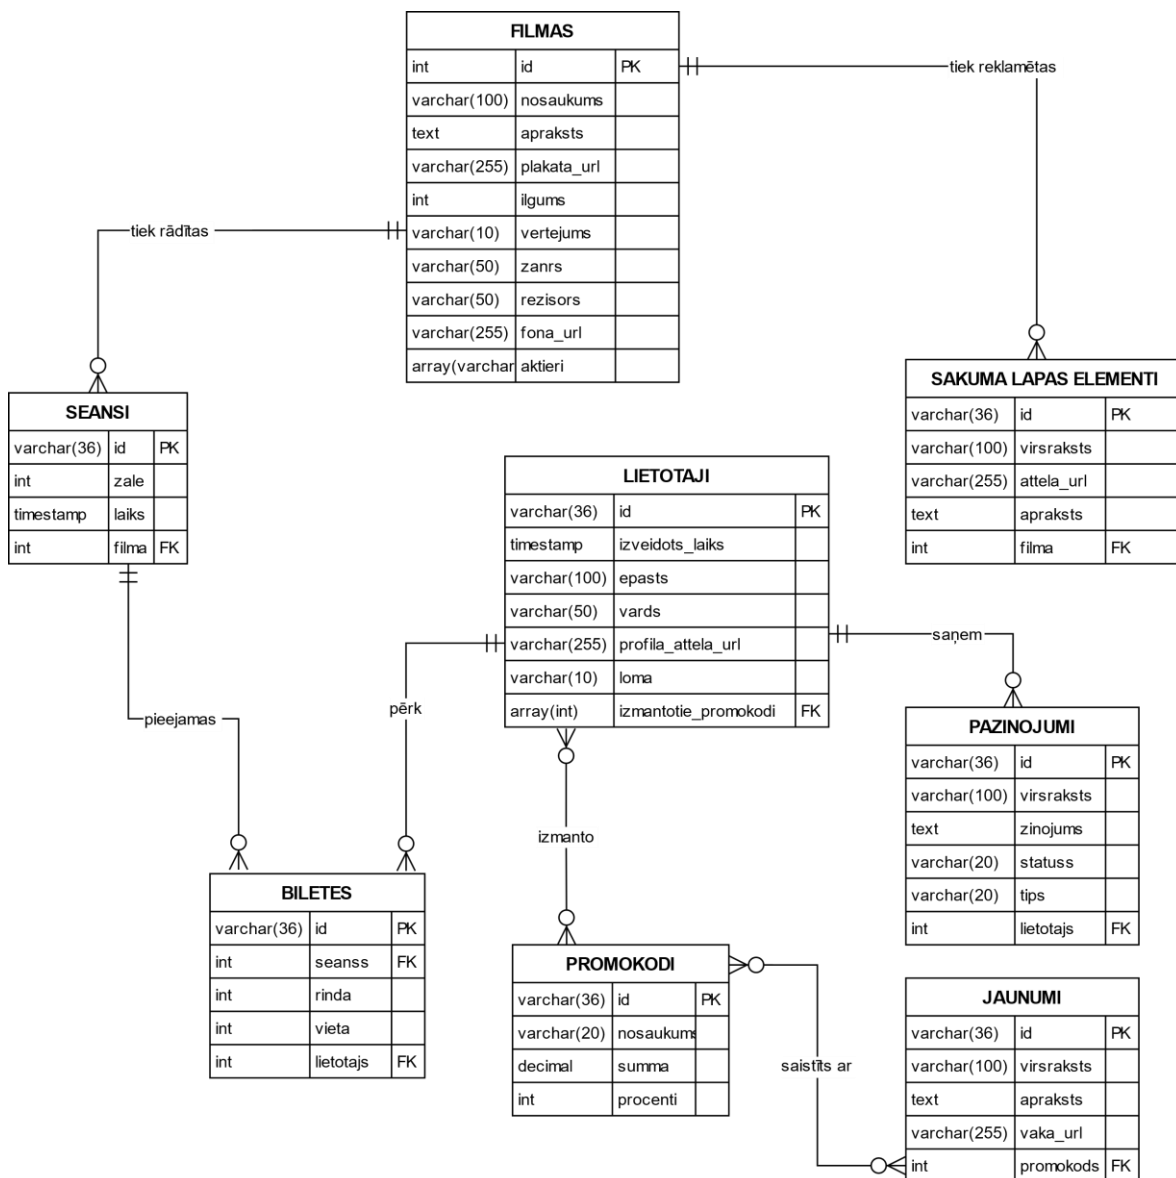 FILMAS
int id PK
varchar(100) nosaukums
text apraksts
varchar(255) plakata_url
int ilgums
varchar(10) vertejums
varchar(50) zanrs
varchar(50) rezisors
varchar(255) fona_url
array(varchar aktieri
tiek reklamētas
tiek rādītas
SEANSI
varchar(36) id PK
int zale
timestamp laiks
int filma FK
SAKUMA LAPAS ELEMENTI
varchar(36) id PK
varchar(100) virsraksts
varchar(255) attela_url
text apraksts
int filma FK
LIETOTAJI
varchar(36) id PK
timestamp izveidots_laiks
varchar(100) epasts
varchar(50) vards
varchar(255) profila_attela_url
varchar(10) loma
array(int) izmantotie_promokodi FK
saņem
pieejamas
pērk
izmanto
PAZINOJUMI
varchar(36) id PK
varchar(100) virsraksts
text zinojums
varchar(20) statuss
varchar(20) tips
int lietotajs FK
BILETES
varchar(36) id PK
int seanss FK
int rinda
int vieta
int lietotajs FK
PROMOKODI
varchar(36) id PK
varchar(20) nosaukums
decimal summa
int procenti
saistīts ar
JAUNUMI
varchar(36) id PK
varchar(100) virsraksts
text apraksts
varchar(255) vaka_url
int promokods FK